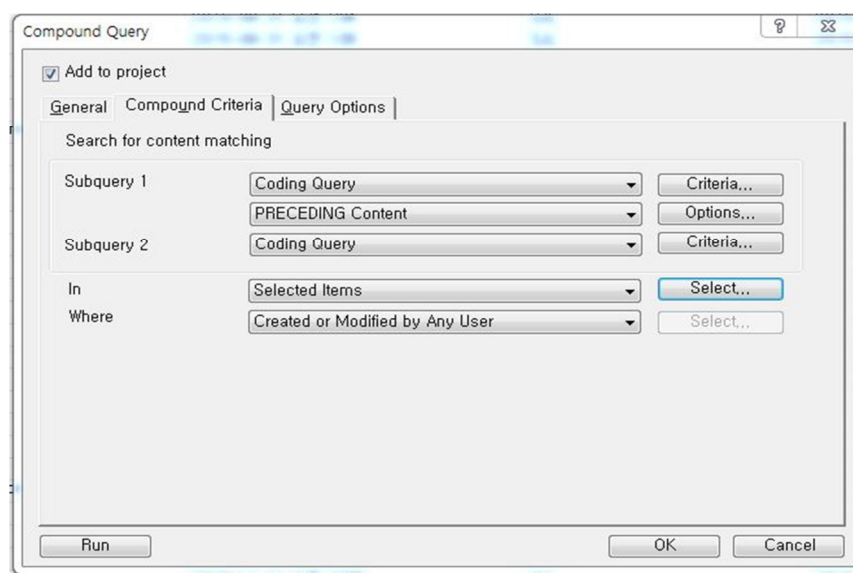 Compound Query
Add to project
General Compound Criteria Query Options
Search for content matching
Subquery 1 Coding Query Criteria...
PRECEDING Content Options...
Subquery 2 Coding Query Criteria...
In Selected Items Select...
Where Created or Modified by Any User Select...
Run OK Cancel